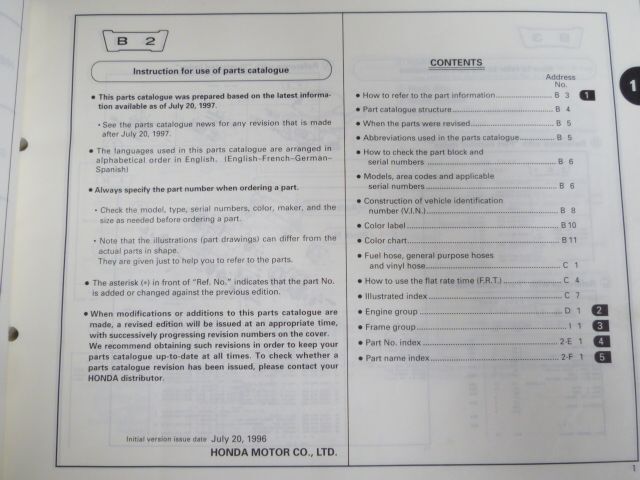 B 2
Instruction for use of parts catalogue
● This parts catalogue was prepared based on the latest informa-
tion available as of July 20, 1997.
• See the parts catalogue news for any revision that is made
after July 20, 1997.
● The languages used in this parts catalogue are arranged in
alphabetical order in English. (English-French-German-
Spanish)
● Always specify the part number when ordering a part.
• Check the model, type, serial numbers, color, maker, and the
size as needed before ordering a part.
• Note that the illustrations (part drawings) can differ from the
actual parts in shape.
They are given just to help you to refer to the parts.
● The asterisk (*) in front of "Ref. No." indicates that the part No.
is added or changed against the previous edition.
● When modifications or additions to this parts catalogue are
made, a revised edition will be issued at an appropriate time,
with successively progressing revision numbers on the cover.
We recommend obtaining such revisions in order to keep your
parts catalogue up-to-date at all times. To check whether a
parts catalogue revision has been issued, please contact your
HONDA distributor.
Initial version issue date July 20, 1996
HONDA MOTOR CO., LTD.
CONTENTS
Address
No.
● How to refer to the part information B 3 1
● Part catalogue structure B 4
● When the parts were revised B 5
● Abbreviations used in the parts catalogue B 5
● How to check the part block and
serial numbers B 6
● Models, area codes and applicable
serial numbers B 6
● Construction of vehicle identification
number (V.I.N.) B 8
● Color label B 10
● Color chart B 11
● Fuel hose, general purpose hoses
and vinyl hose C 1
● How to use the flat rate time (F.R.T.) C 4
● Illustrated index C 7
● Engine group D 1 2
● Frame group I 1 3
● Part No. index 2-E 1 4
● Part name index 2-F 1 5
1
1